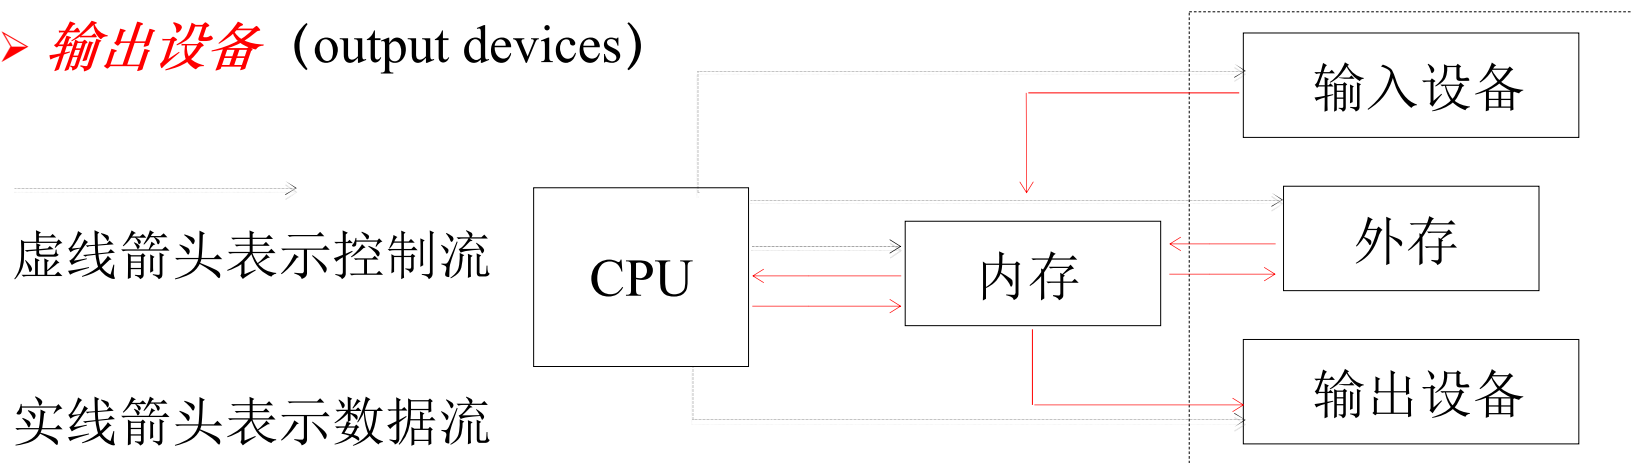 输出设备（output devices）
虚线箭头表示控制流
实线箭头表示数据流
CPU
内存
输入设备
外存
输出设备